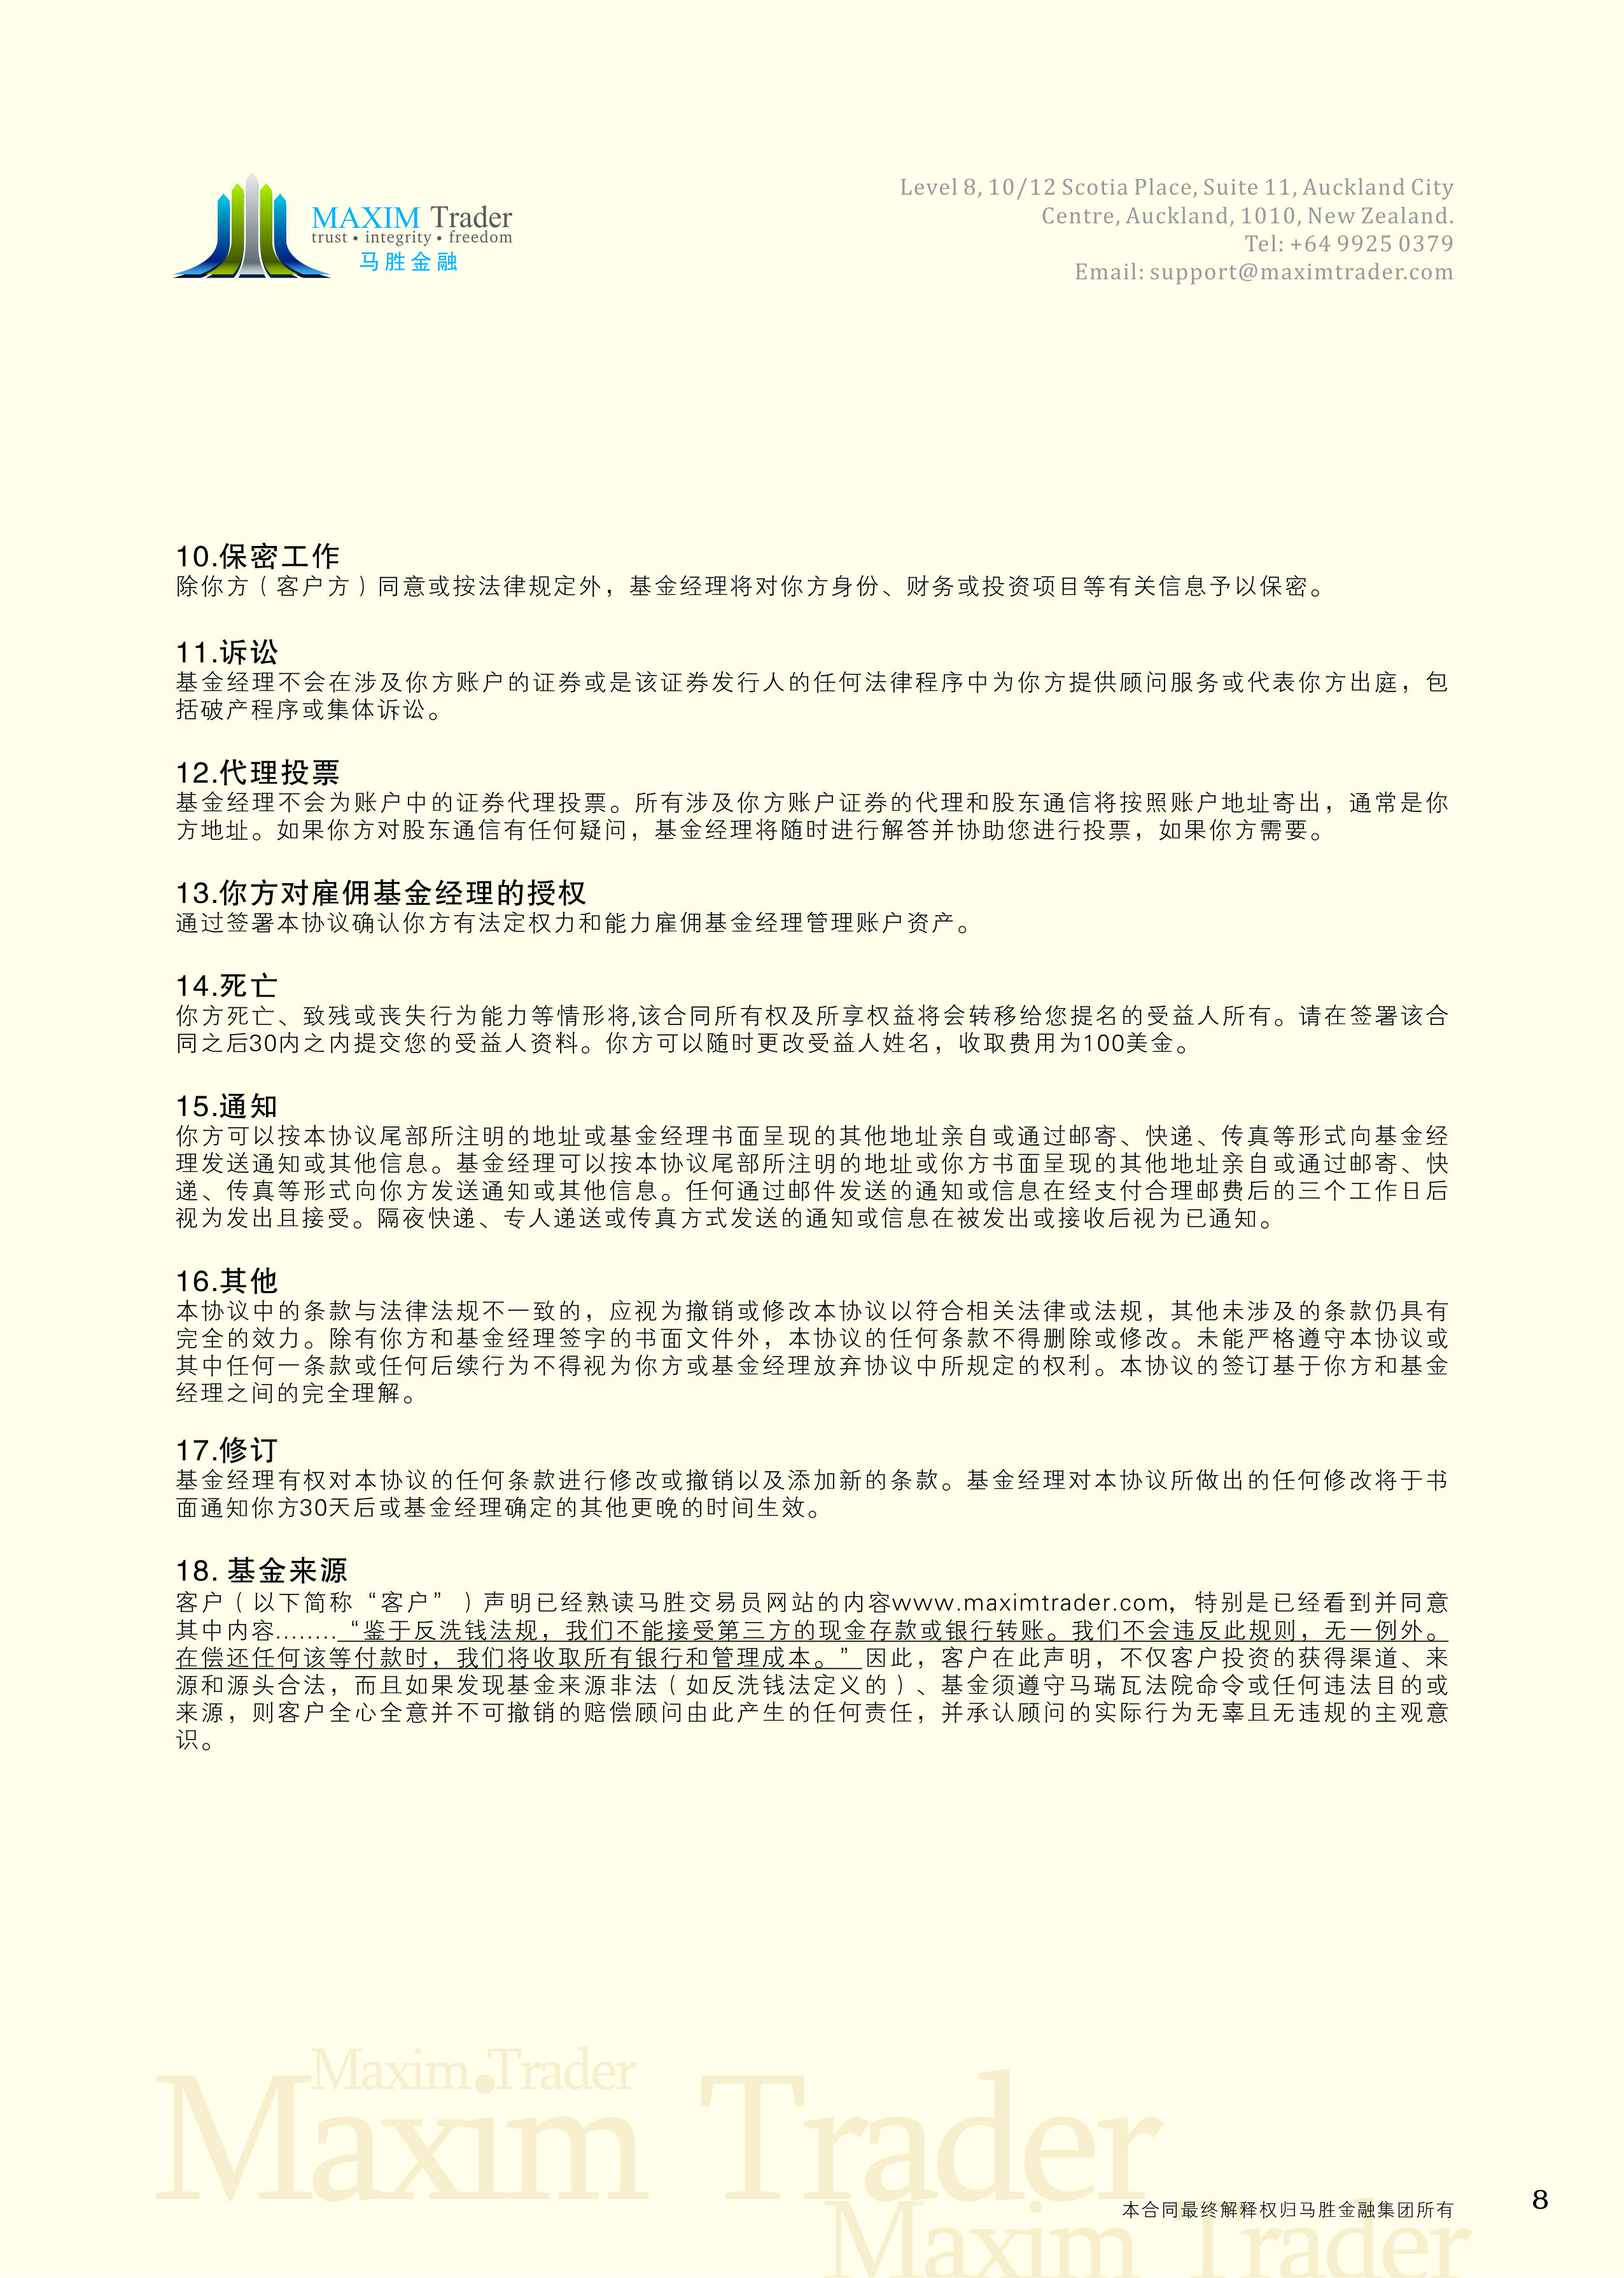 MAXIM Trader
trust • integrity • freedom
马胜金融
Level 8, 10/12 Scotia Place, Suite 11, Auckland City
Centre, Auckland, 1010, New Zealand.
Tel: +64 9925 0379
Email: support@maximtrader.com
10.保密工作
除你方（客户方）同意或按法律规定外，基金经理将对你方身份、财务或投资项目等有关信息予以保密。
11.诉讼
基金经理不会在涉及你方账户的证券或是该证券发行人的任何法律程序中为你方提供顾问服务或代表你方出庭，包
括破产程序或集体诉讼。
12.代理投票
基金经理不会为账户中的证券代理投票。所有涉及你方账户证券的代理和股东通信将按照账户地址寄出，通常是你
方地址。如果你方对股东通信有任何疑问，基金经理将随时进行解答并协助您进行投票，如果你方需要。
13.你方对雇佣基金经理的授权
通过签署本协议确认你方有法定权力和能力雇佣基金经理管理账户资产。
14.死亡
你方死亡、致残或丧失行为能力等情形将,该合同所有权及所享权益将会转移给您提名的受益人所有。请在签署该合
同之后30内之内提交您的受益人资料。你方可以随时更改受益人姓名，收取费用为100美金。
15.通知
你方可以按本协议尾部所注明的地址或基金经理书面呈现的其他地址亲自或通过邮寄、快递、传真等形式向基金经
理发送通知或其他信息。基金经理可以按本协议尾部所注明的地址或你方书面呈现的其他地址亲自或通过邮寄、快
递、传真等形式向你方发送通知或其他信息。任何通过邮件发送的通知或信息在经支付合理邮费后的三个工作日后
视为发出且接受。隔夜快递、专人递送或传真方式发送的通知或信息在被发出或接收后视为已通知。
16.其他
本协议中的条款与法律法规不一致的，应视为撤销或修改本协议以符合相关法律或法规，其他未涉及的条款仍具有
完全的效力。除有你方和基金经理签字的书面文件外，本协议的任何条款不得删除或修改。未能严格遵守本协议或
其中任何一条款或任何后续行为不得视为你方或基金经理放弃协议中所规定的权利。本协议的签订基于你方和基金
经理之间的完全理解。
17.修订
基金经理有权对本协议的任何条款进行修改或撤销以及添加新的条款。基金经理对本协议所做出的任何修改将于书
面通知你方30天后或基金经理确定的其他更晚的时间生效。
18. 基金来源
客户（以下简称“客户”）声明已经熟读马胜交易员网站的内容www.maximtrader.com，特别是已经看到并同意
其中内容........“鉴于反洗钱法规，我们不能接受第三方的现金存款或银行转账。我们不会违反此规则，无一例外。
在偿还任何该等付款时，我们将收取所有银行和管理成本。”因此，客户在此声明，不仅客户投资的获得渠道、来
源和源头合法，而且如果发现基金来源非法（如反洗钱法定义的）、基金须遵守马瑞瓦法院命令或任何违法目的或
来源，则客户全心全意并不可撤销的赔偿顾问由此产生的任何责任，并承认顾问的实际行为无辜且无违规的主观意
识。
Maxim Trader
Maxim Trader
Maxim Trader
本合同最终解释权归马胜金融集团所有
8